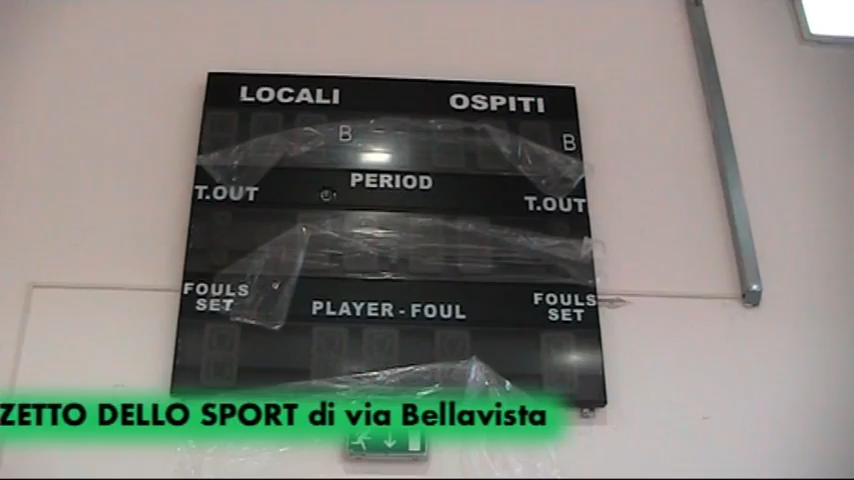 LOCALI OSPITI
B B
PERIOD
T.OUT T.OUT
FOULS SET PLAYER - FOUL FOULS SET
ZETTO DELLO SPORT di via Bellavista